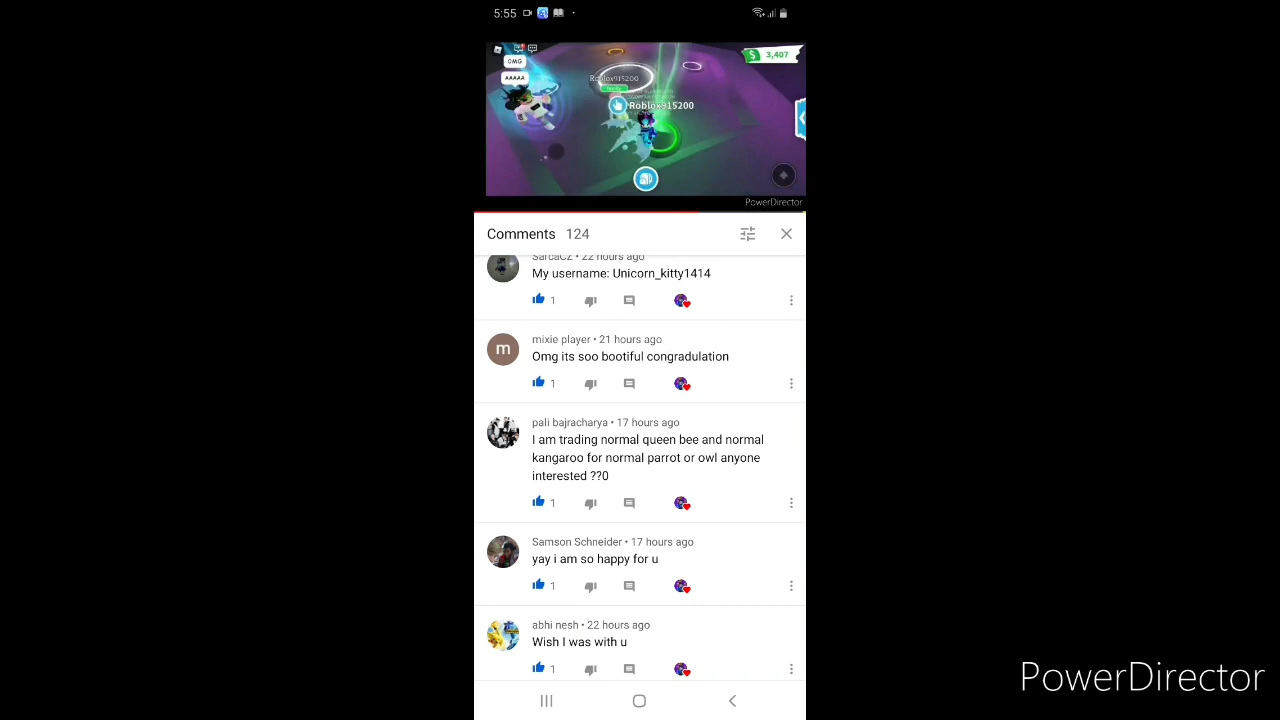 5:55
OMG
AAAAA
3,407
Roblox915200
Roblox915200
PowerDirector
Comments 124
SarcaCZ • 22 hours ago
My username: Unicorn_kitty1414
1
m
mixie player • 21 hours ago
Omg its soo bootiful congradulation
1
pali bajracharya • 17 hours ago
I am trading normal queen bee and normal
kangaroo for normal parrot or owl anyone
interested ??0
1
Samson Schneider • 17 hours ago
yay i am so happy for u
1
abhi nesh • 22 hours ago
Wish I was with u
1
PowerDirector